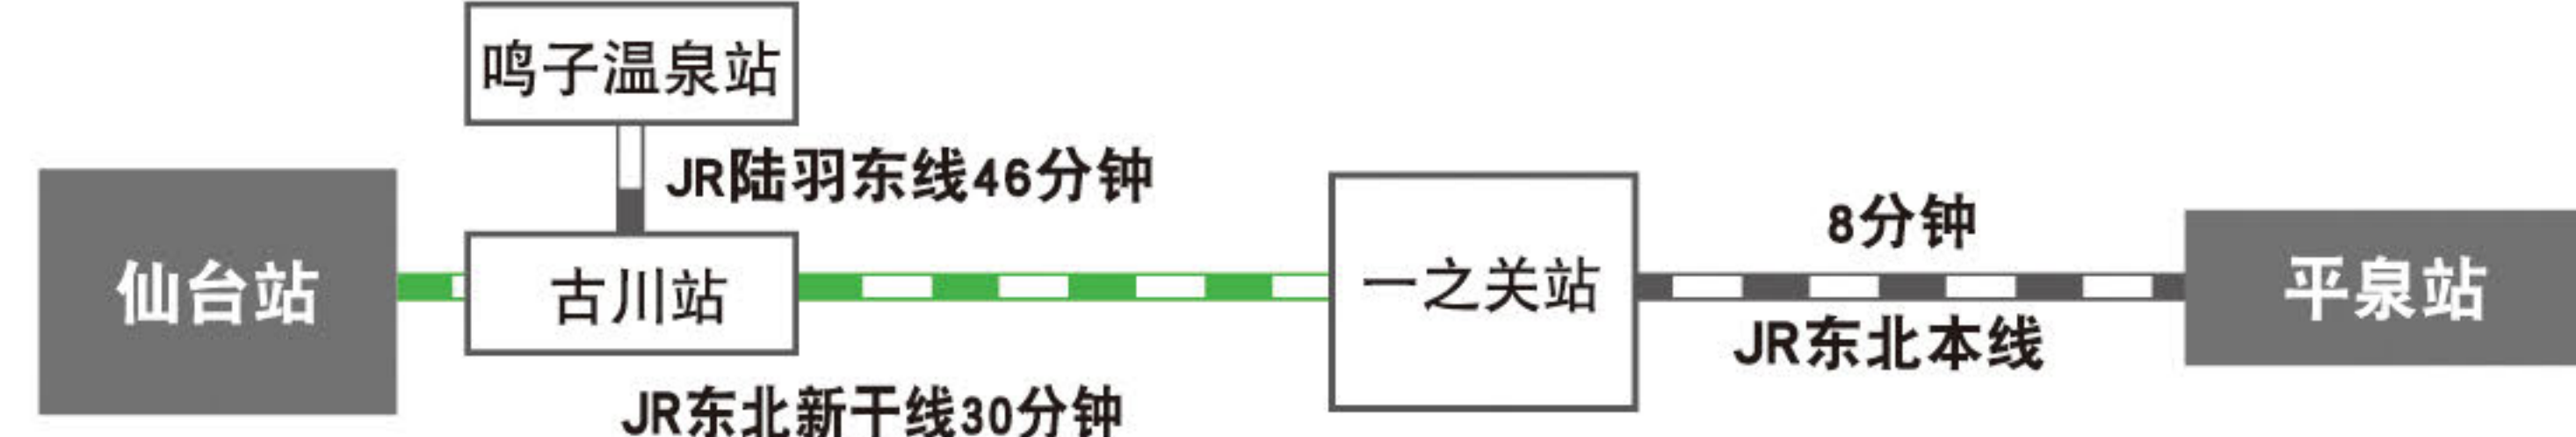 鸣子温泉站
JR陆羽东线46分钟
仙台站
古川站
一之关站
8分钟
JR东北本线
平泉站
JR东北新干线30分钟